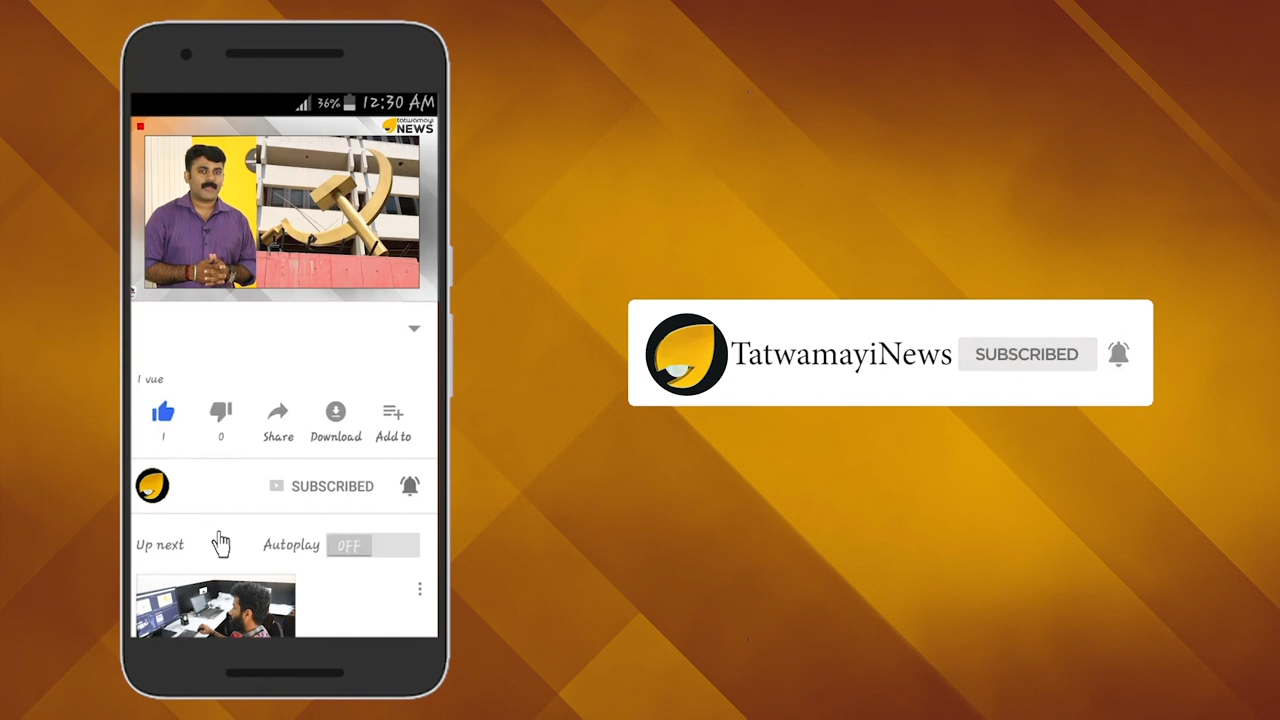 36% 12:30 AM
tatwamayi
NEWS
1 vue
1 0 Share Download Add to
SUBSCRIBED
Up next Autoplay OFF
TatwamayiNews SUBSCRIBED